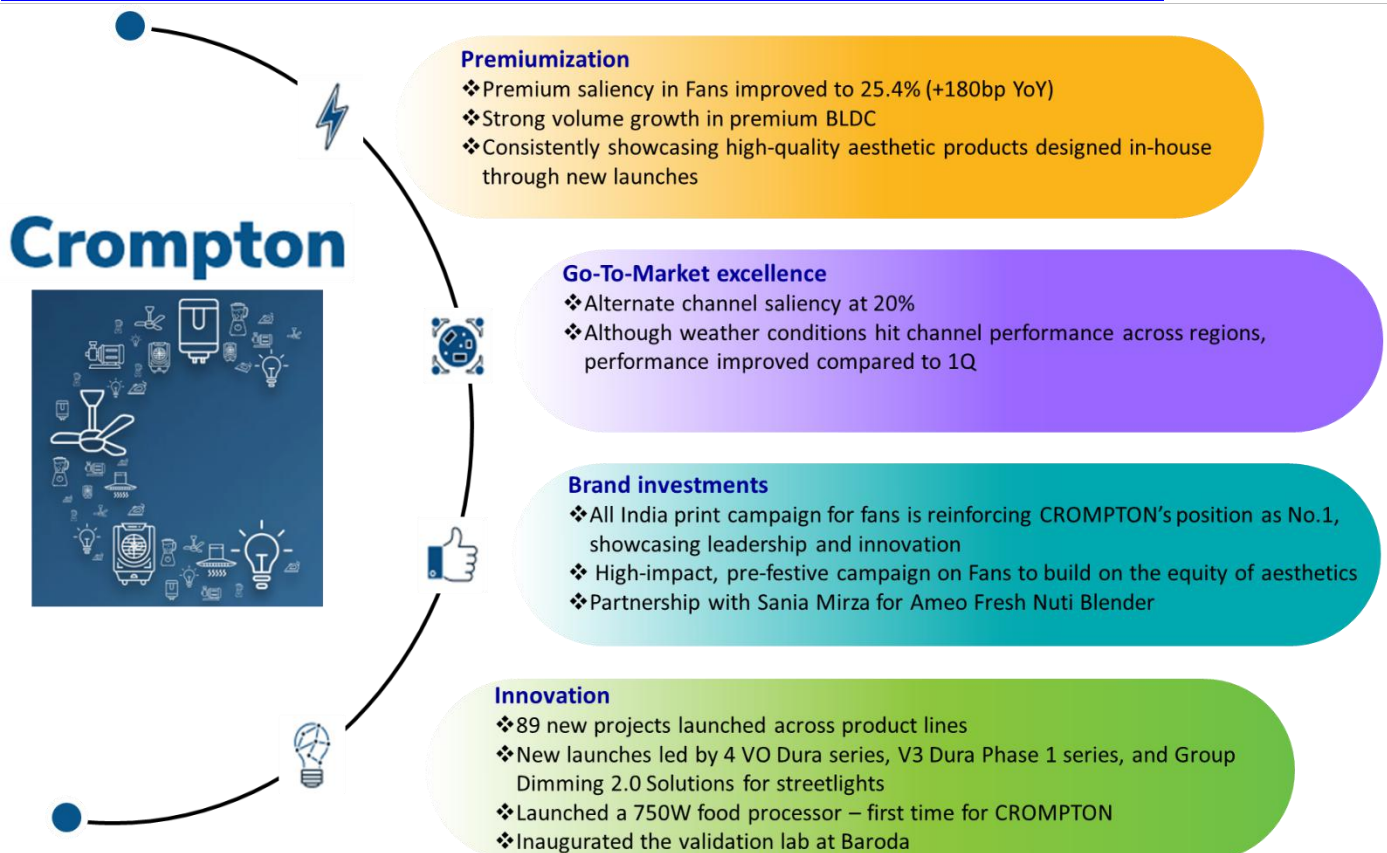 Crompton
Premiumization
❖Premium saliency in Fans improved to 25.4% (+180bp YoY)
❖Strong volume growth in premium BLDC
❖Consistently showcasing high-quality aesthetic products designed in-house
through new launches
Go-To-Market excellence
❖Alternate channel saliency at 20%
❖Although weather conditions hit channel performance across regions,
performance improved compared to 1Q
Brand investments
❖All India print campaign for fans is reinforcing CROMPTON's position as No.1,
showcasing leadership and innovation
❖ High-impact, pre-festive campaign on Fans to build on the equity of aesthetics
❖Partnership with Sania Mirza for Ameo Fresh Nuti Blender
Innovation
❖89 new projects launched across product lines
❖New launches led by 4 VO Dura series, V3 Dura Phase 1 series, and Group
Dimming 2.0 Solutions for streetlights
❖Launched a 750W food processor – first time for CROMPTON
❖Inaugurated the validation lab at Baroda